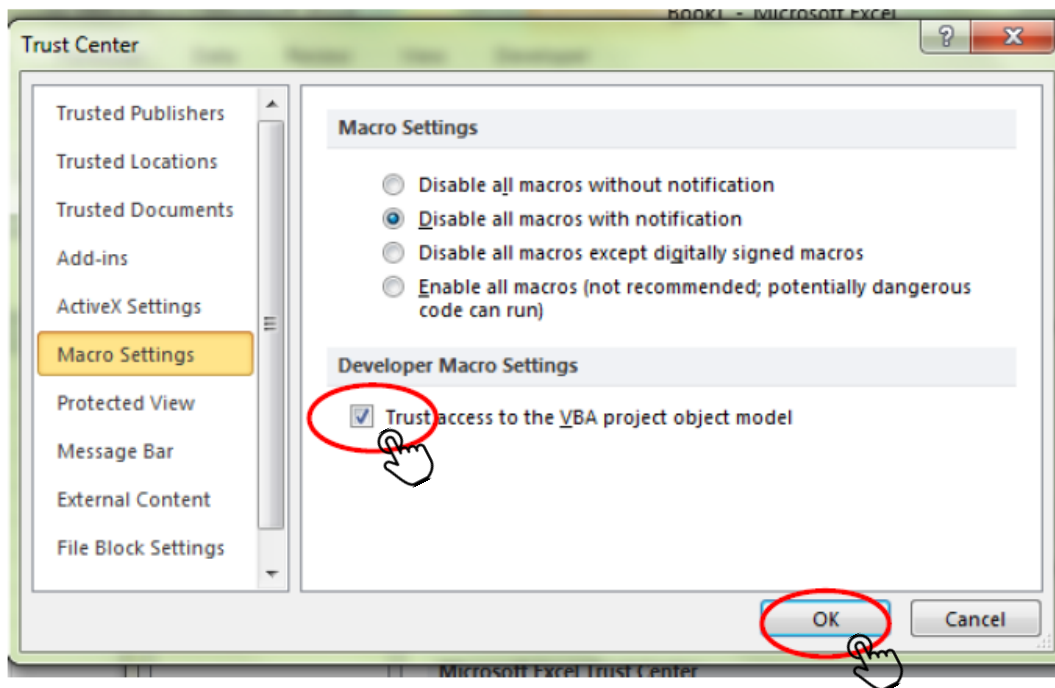 Book1 - Microsoft Excel
Trust Center
Trusted Publishers
Trusted Locations
Trusted Documents
Add-ins
ActiveX Settings
Macro Settings
Protected View
Message Bar
External Content
File Block Settings
Macro Settings
Disable all macros without notification
Disable all macros with notification
Disable all macros except digitally signed macros
Enable all macros (not recommended; potentially dangerous
code can run)
Developer Macro Settings
Trust access to the VBA project object model
OK
Cancel
Microsoft Excel Trust Center